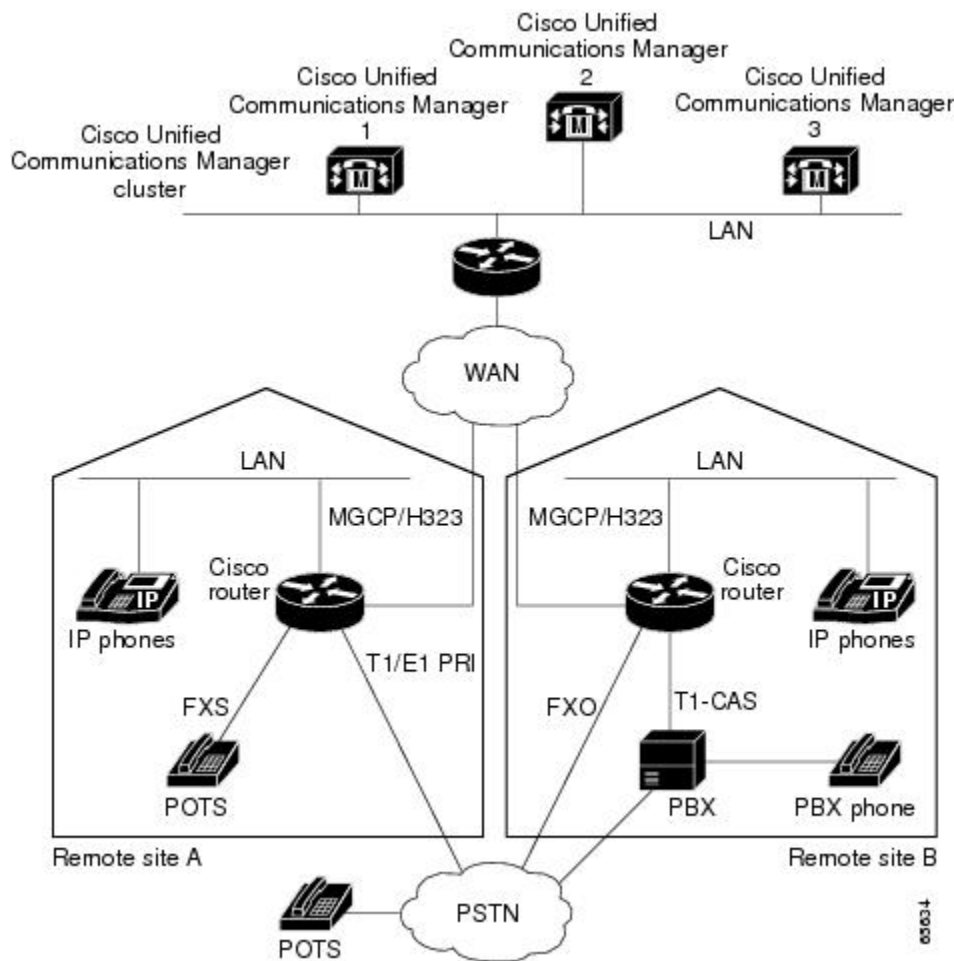 Cisco Unified
Communications Manager
2
Cisco Unified
Communications Manager
1
Cisco Unified
Communications Manager
3
Cisco Unified
Communications Manager
cluster
M
M
M
LAN
WAN
LAN
LAN
MGCP/H323
MGCP/H323
Cisco
router
Cisco
router
IP
IP
IP phones
IP phones
T1/E1 PRI
FXS
FXO
T1-CAS
POTS
PBX
PBX phone
Remote site A
Remote site B
PSTN
POTS
65634